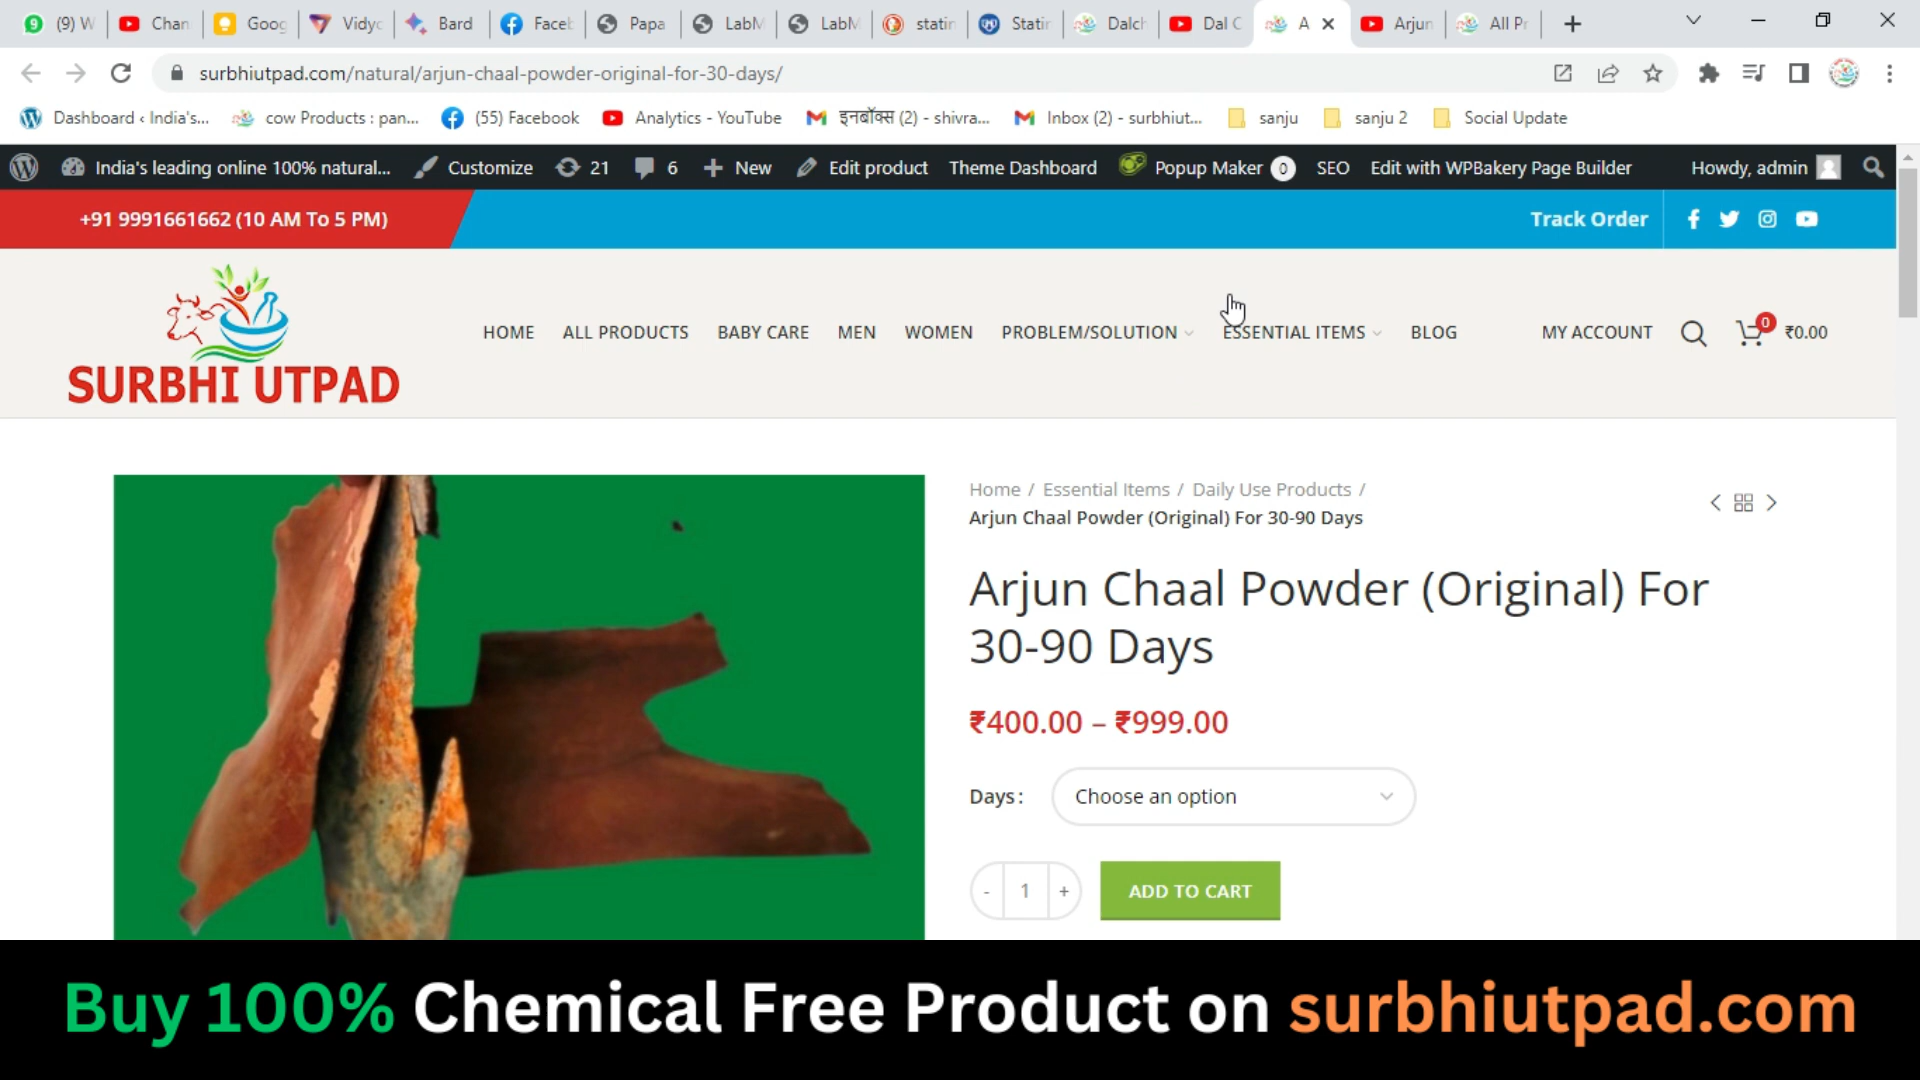 (9) W Chan Goog Vidyc Bard Faceb Papa LabM LabM statin Statin Dalch Dal C A Arjun All Pr
surbhiutpad.com/natural/arjun-chaal-powder-original-for-30-days/
Dashboard ‹ India's... cow Products : pan... (55) Facebook Analytics - YouTube इनबॉक्स (2) - shivra... Inbox (2) - surbhiut... sanju sanju 2 Social Update
India's leading online 100% natural... Customize 21 6 New Edit product Theme Dashboard Popup Maker 0 SEO Edit with WPBakery Page Builder Howdy, admin
+91 9991661662 (10 AM To 5 PM) Track Order
SURBHI UTPAD
HOME ALL PRODUCTS BABY CARE MEN WOMEN PROBLEM/SOLUTION ESSENTIAL ITEMS BLOG MY ACCOUNT 0 ₹0.00
Home / Essential Items / Daily Use Products /
Arjun Chaal Powder (Original) For 30-90 Days
Arjun Chaal Powder (Original) For
30-90 Days
₹400.00 – ₹999.00
Days: Choose an option
- 1 + ADD TO CART
Buy 100% Chemical Free Product on surbhiutpad.com